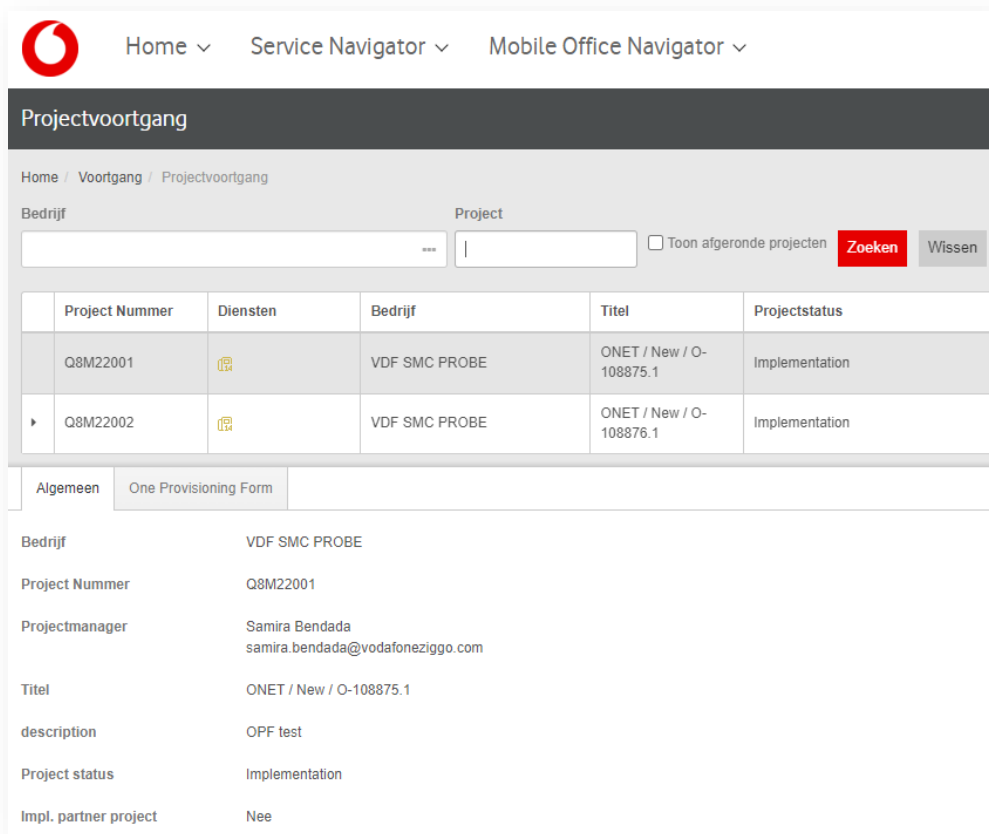 Home Service Navigator Mobile Office Navigator
Projectvoortgang
Home / Voortgang / Projectvoortgang
Bedrijf Project
Toon afgeronde projecten Zoeken Wissen
Project Nummer Diensten Bedrijf Titel Projectstatus
Q8M22001 VDF SMC PROBE ONET / New / O-
108875.1 Implementation
Q8M22002 VDF SMC PROBE ONET / New / O-
108876.1 Implementation
Algemeen One Provisioning Form
Bedrijf VDF SMC PROBE
Project Nummer Q8M22001
Projectmanager Samira Bendada
samira.bendada@vodafoneziggo.com
Titel ONET / New / O-108875.1
description OPF test
Project status Implementation
Impl. partner project Nee